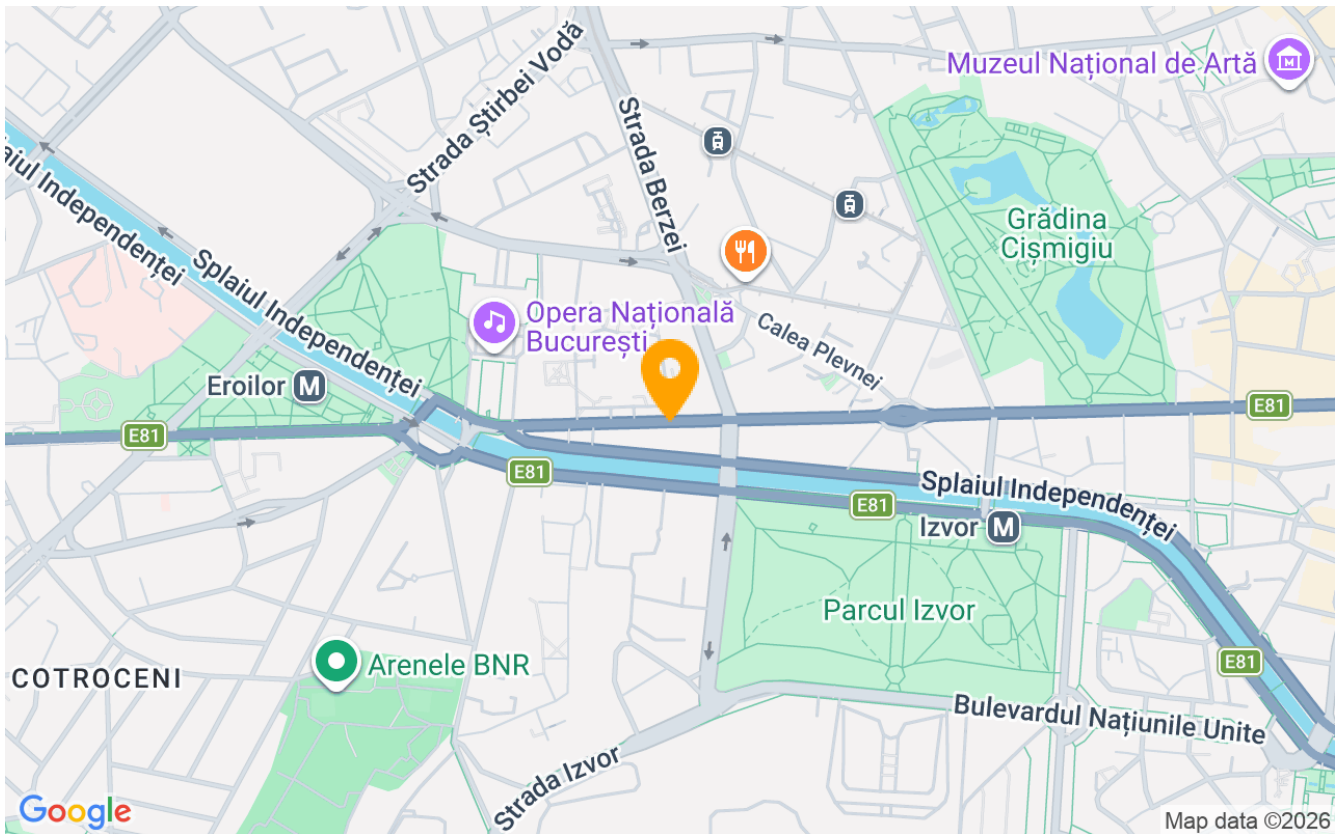 Muzeul Național de Artă
Strada Știrbei Vodă
Strada Berzei
Splaiul Independenței
laiul Independenței
Grădina
Cișmigiu
Opera Națională
București
Calea Plevnei
Eroilor M
E81
E81
E81
E81
Splaiul Independenței
Izvor M
Parcul Izvor
E81
COTROCENI
Arenele BNR
Bulevardul Națiunile Unite
Strada Izvor
Google
Map data ©2026